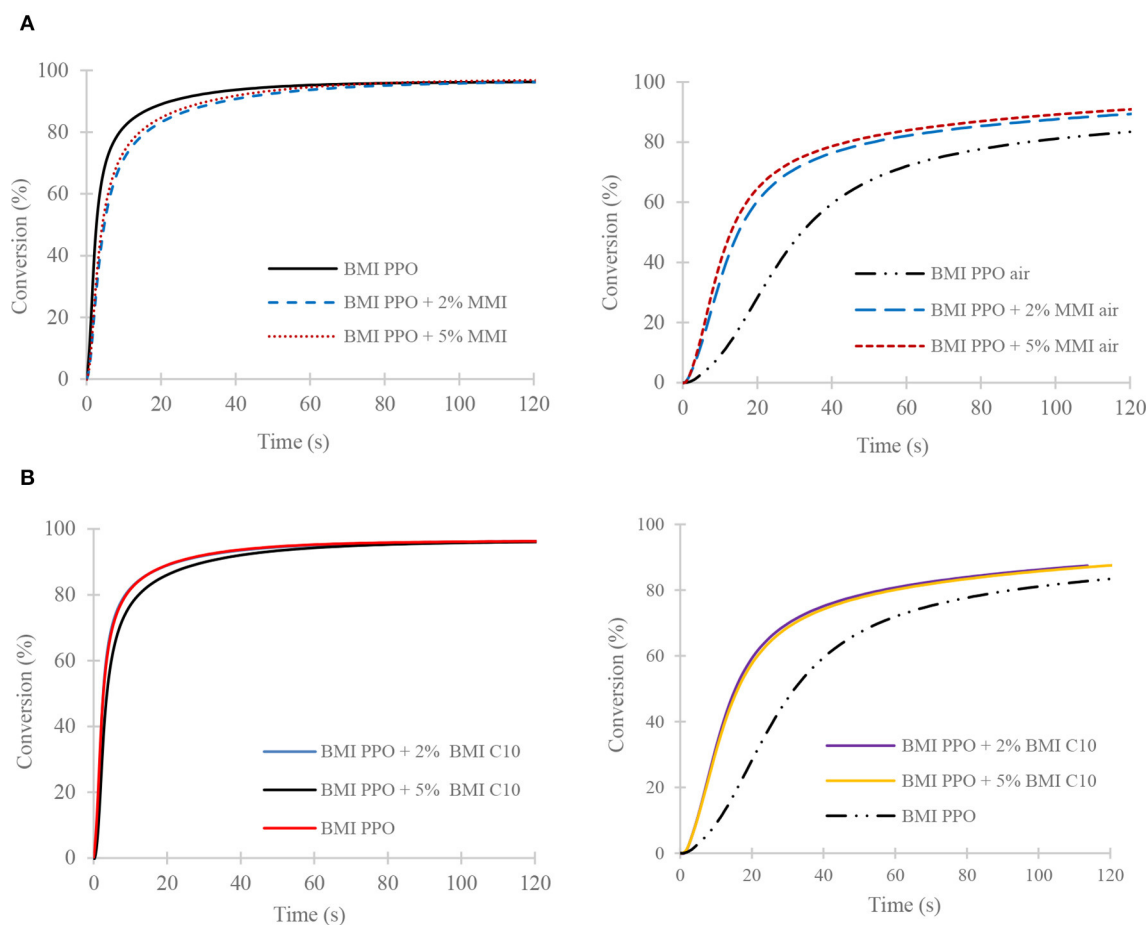 A
Conversion (%)
100
80
60
40
20
0
BMI PPO
BMI PPO + 2% MMI
BMI PPO + 5% MMI
0 20 40 60 80 100 120
Time (s)
Conversion (%)
100
80
60
40
20
0
BMI PPO air
BMI PPO + 2% MMI air
BMI PPO + 5% MMI air
0 20 40 60 80 100 120
Time (s)
B
Conversion (%)
100
80
60
40
20
0
BMI PPO + 2% BMI C10
BMI PPO + 5% BMI C10
BMI PPO
0 20 40 60 80 100 120
Time (s)
Conversion (%)
100
80
60
40
20
0
BMI PPO + 2% BMI C10
BMI PPO + 5% BMI C10
BMI PPO
0 20 40 60 80 100 120
Time (s)